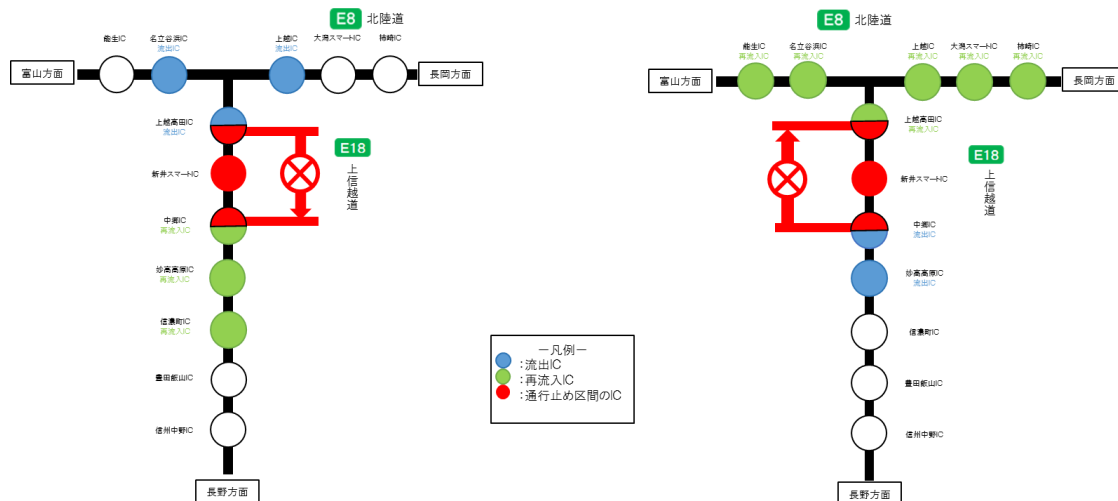 E8 北陸道
能生IC
名立谷浜IC
流出IC
上越IC
流出IC
大潟スマートIC
柿崎IC
富山方面
長岡方面
上越高田IC
流出IC
E18
上信越道
新井スマートIC
中郷IC
再流入IC
妙高高原IC
再流入IC
信濃町IC
再流入IC
豊田飯山IC
信州中野IC
長野方面
ー凡例ー
:流出IC
:再流入IC
:通行止め区間のIC
E8 北陸道
能生IC
再流入IC
名立谷浜IC
再流入IC
上越IC
再流入IC
大潟スマートIC
再流入IC
柿崎IC
再流入IC
富山方面
長岡方面
上越高田IC
再流入IC
E18
上信越道
新井スマートIC
中郷IC
流出IC
妙高高原IC
流出IC
信濃町IC
豊田飯山IC
信州中野IC
長野方面